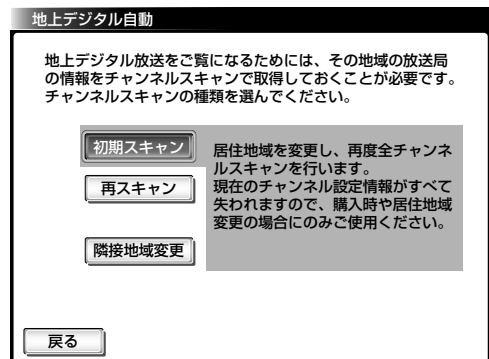 地上デジタル自動
地上デジタル放送をご覧になるためには、その地域の放送局
の情報をチャンネルスキャンで取得しておくことが必要です。
チャンネルスキャンの種類を選んでください。
初期スキャン
再スキャン
隣接地域変更
居住地域を変更し、再度全チャンネ
ルスキャンを行います。
現在のチャンネル設定情報がすべて
失われますので、購入時や居住地域
変更の場合にのみご使用ください。
戻る